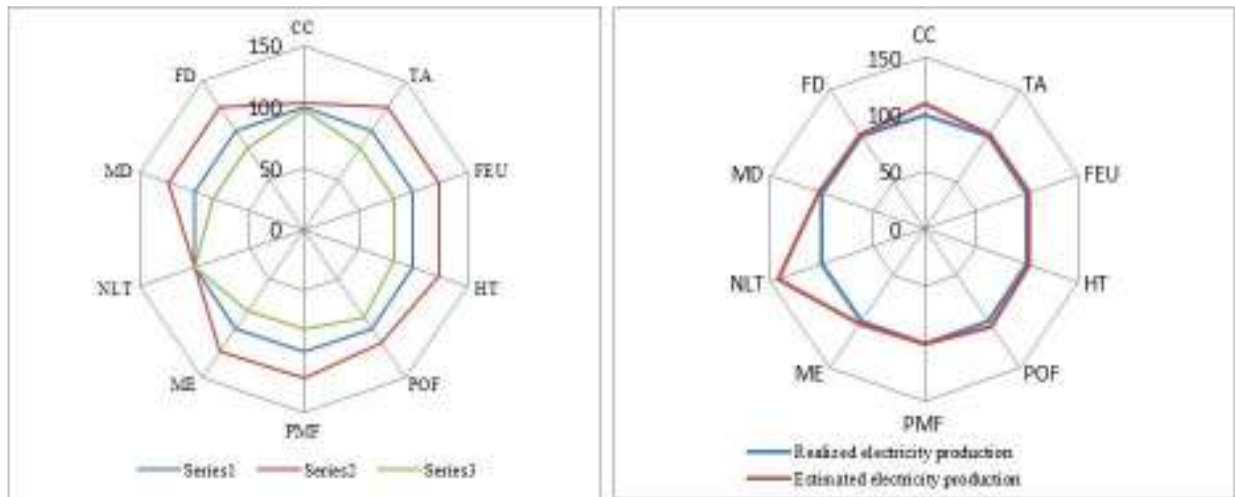 CC
150
FD
TA
100
MD
FEU
50
0
NLT
HT
ME
POF
PMF
Series1 Series2 Series3
CC
150
FD
TA
100
MD
FEU
50
0
NLT
HT
ME
POF
PMF
Realized electricity production
Estimated electricity production